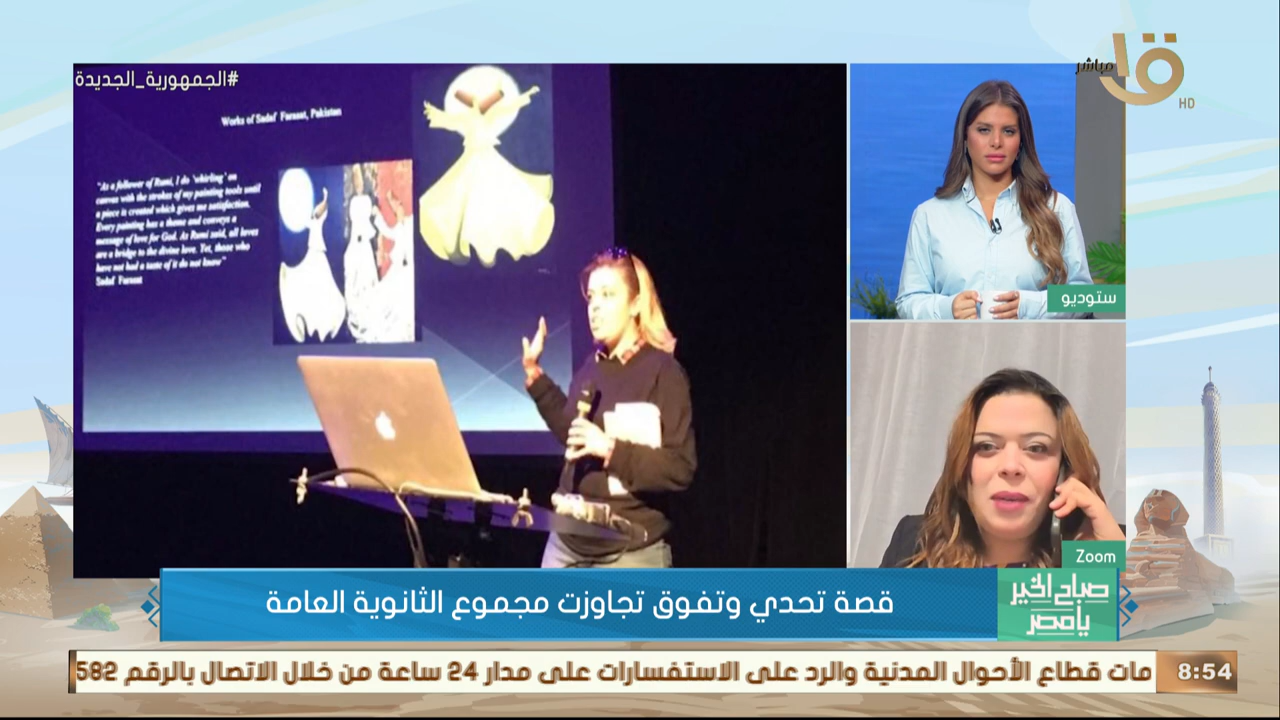 #الجمهورية_الجديدة
مباشر
HD
Works of Sadaf Farasat, Pakistan
"As a follower of Rumi, I do 'whirling' on
canvas with the strokes of my painting tools until
a piece is created which gives me satisfaction.
Every painting has a theme and conveys a
message of love for God. As Rumi said, all loves
are a bridge to the divine love. Yet, those who
have not had a taste of it do not know"
Sadaf Farasat
ستوديو
Zoom
صباح الخير
يا مصر
قصة تحدي وتفوق تجاوزت مجموع الثانوية العامة
مات قطاع الأحوال المدنية والرد على الاستفسارات على مدار 24 ساعة من خلال الاتصال بالرقم 582
8:54